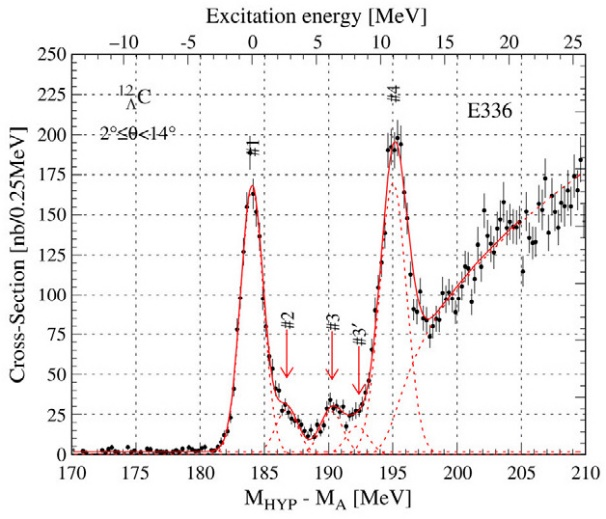 Excitation energy [MeV]
-10 -5 0 5 10 15 20 25
250
225
200
175
150
125
100
75
50
25
0
Cross-Section [nb/0.25MeV]
¹²ΛC
2°≤θ<14°
E336
#1
#2
#3
#3'
#4
170 175 180 185 190 195 200 205 210
M_HYP - M_A [MeV]